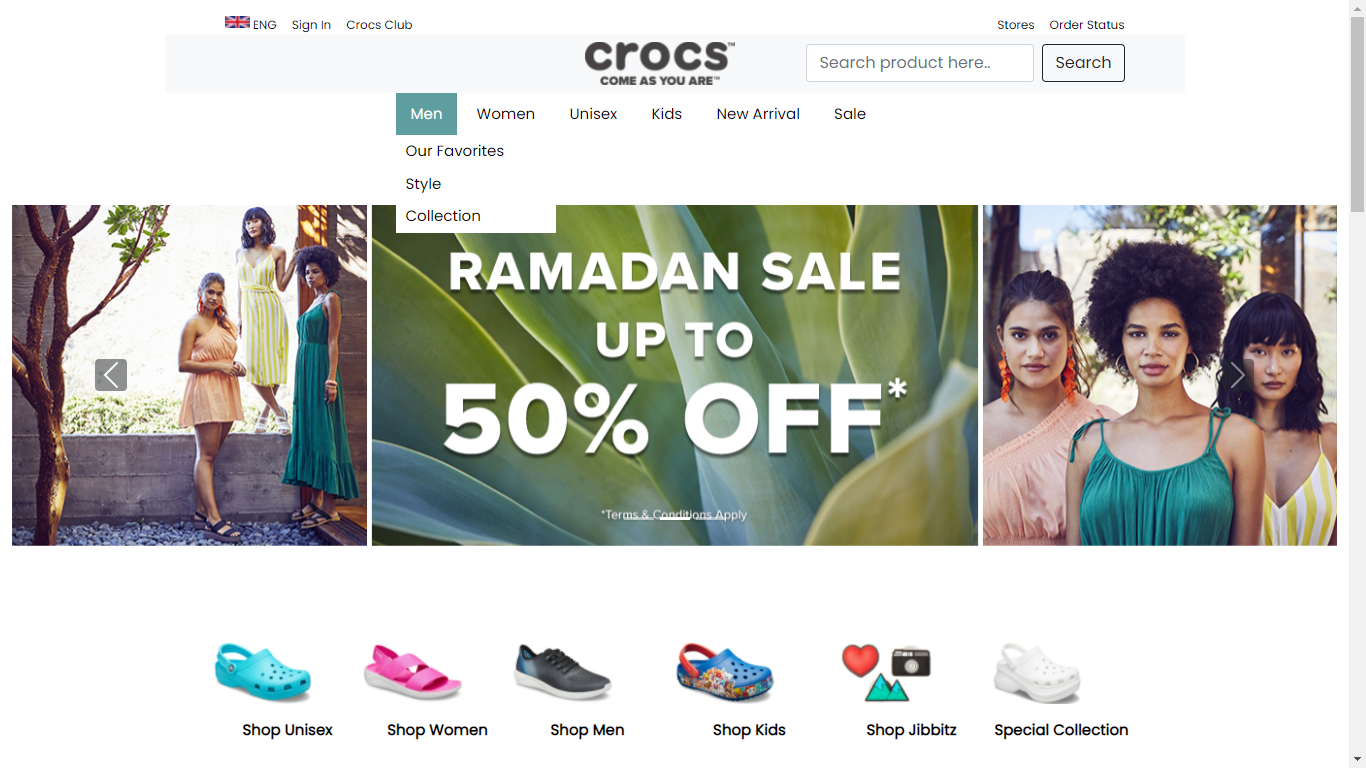 ENG Sign In Crocs Club Stores Order Status
crocs™
COME AS YOU ARE™
Search product here.. Search
Men Women Unisex Kids New Arrival Sale
Our Favorites
Style
Collection
RAMADAN SALE
UP TO
50% OFF*
*Terms & Conditions Apply
Shop Unisex Shop Women Shop Men Shop Kids Shop Jibbitz Special Collection